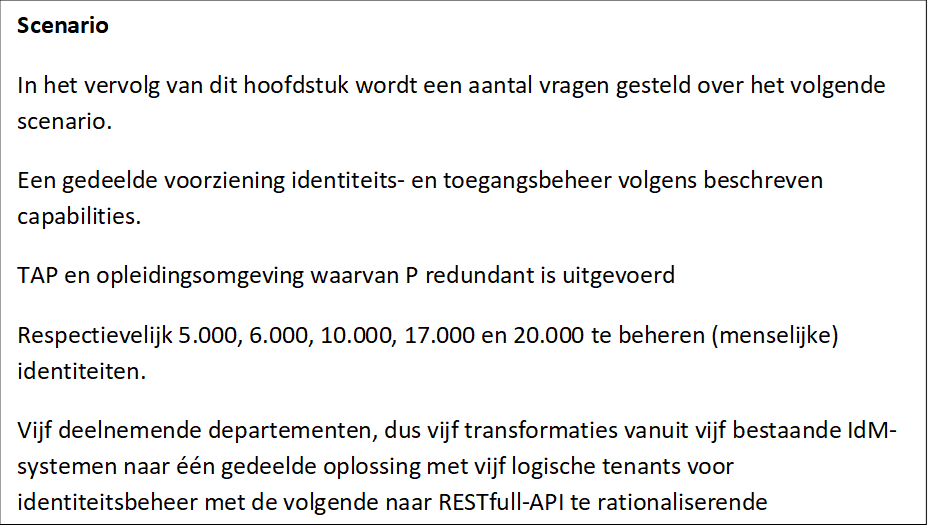 Scenario
In het vervolg van dit hoofdstuk wordt een aantal vragen gesteld over het volgende
scenario.
Een gedeelde voorziening identiteits- en toegangsbeheer volgens beschreven
capabilities.
TAP en opleidingsomgeving waarvan P redundant is uitgevoerd
Respectievelijk 5.000, 6.000, 10.000, 17.000 en 20.000 te beheren (menselijke)
identiteiten.
Vijf deelnemende departementen, dus vijf transformaties vanuit vijf bestaande IdM-
systemen naar één gedeelde oplossing met vijf logische tenants voor
identiteitsbeheer met de volgende naar RESTfull-API te rationaliserende